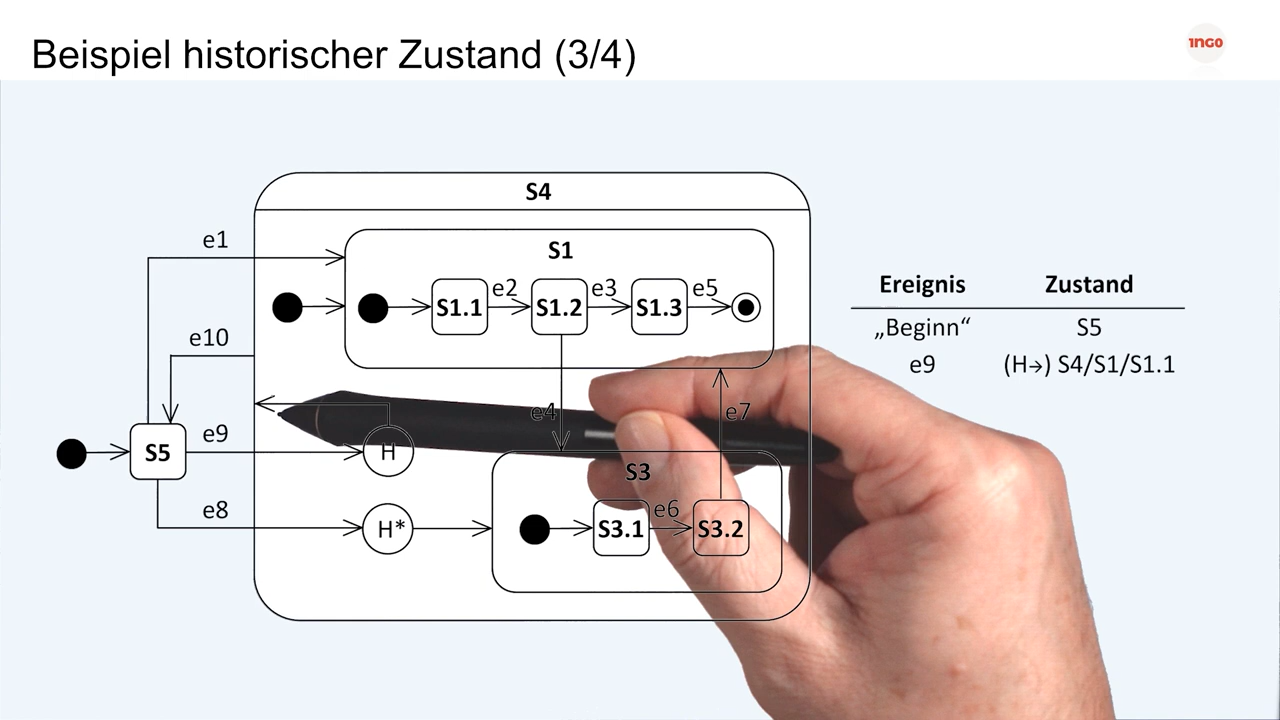 Beispiel historischer Zustand (3/4)
1NGO
S4
e1
S1
S1.1
e2
S1.2
e3
S1.3
e5
e10
e4
e7
S5
e9
H
S3
e8
H*
S3.1
e6
S3.2
Ereignis Zustand
„Beginn“ S5
e9 (H→) S4/S1/S1.1